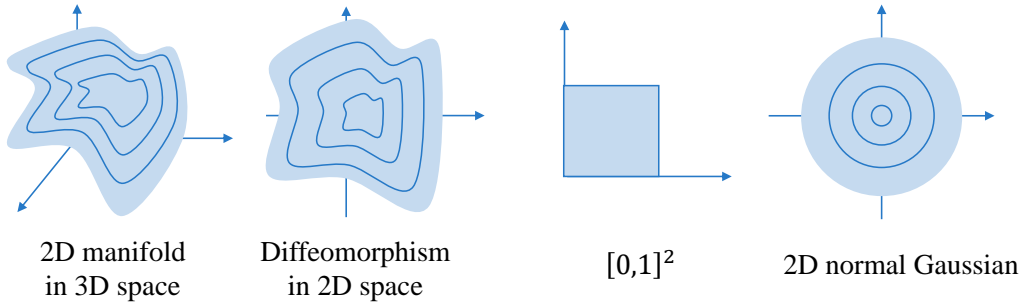 2D manifold
in 3D space
Diffeomorphism
in 2D space
[0,1]²
2D normal Gaussian